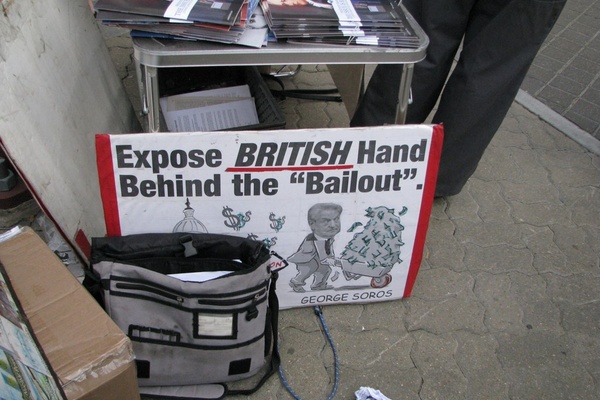 Expose BRITISH Hand
Behind the “Bailout”.
GEORGE SOROS